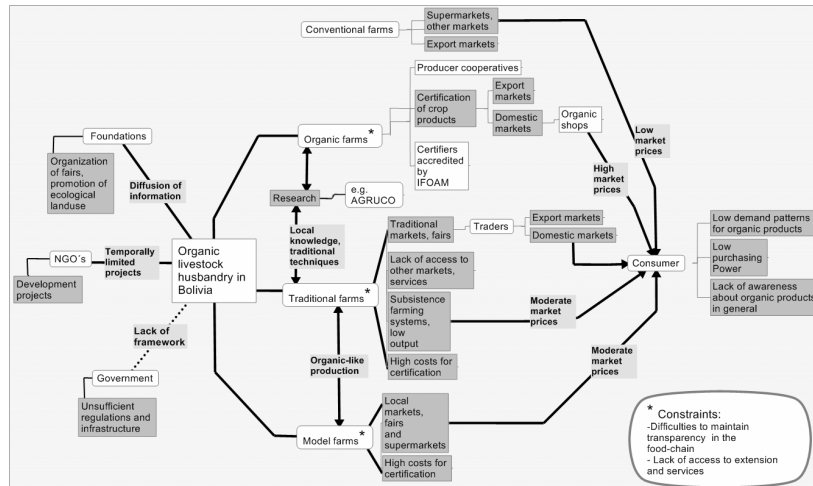 Conventional farms
Supermarkets,
other markets
Export markets
Producer cooperatives
Certification
of crop
products
Export
markets
Domestic
markets
Organic
shops
Certifiers
accredited
by
IFOAM
Organic farms *
Low
market
prices
High
market
prices
Foundations
Organization
of fairs,
promotion of
ecological
landuse
Diffusion of
information
Research
e.g.
AGRUCO
Local
knowledge,
traditional
techniques
NGO´s
Development
projects
Temporally
limited
projects
Organic
livestock
husbandry in
Bolivia
Traditional farms *
Traditional
markets, fairs
Traders
Export markets
Domestic markets
Lack of access to
other markets,
services
Subsistence
farming
systems, low
output
High costs for
certification
Moderate
market
prices
Consumer
Low demand patterns
for organic products
Low
purchasing
Power
Lack of awareness
about organic products
in general
Lack of
framework
Government
Unsufficient
regulations and
infrastructure
Organic-like
production
Moderate
market
prices
Model farms *
Local
markets,
fairs
and
supermarkets
High costs for
certification
* Constraints:
-Difficulties to maintain
transparency in the
food-chain
- Lack of access to extension
and services